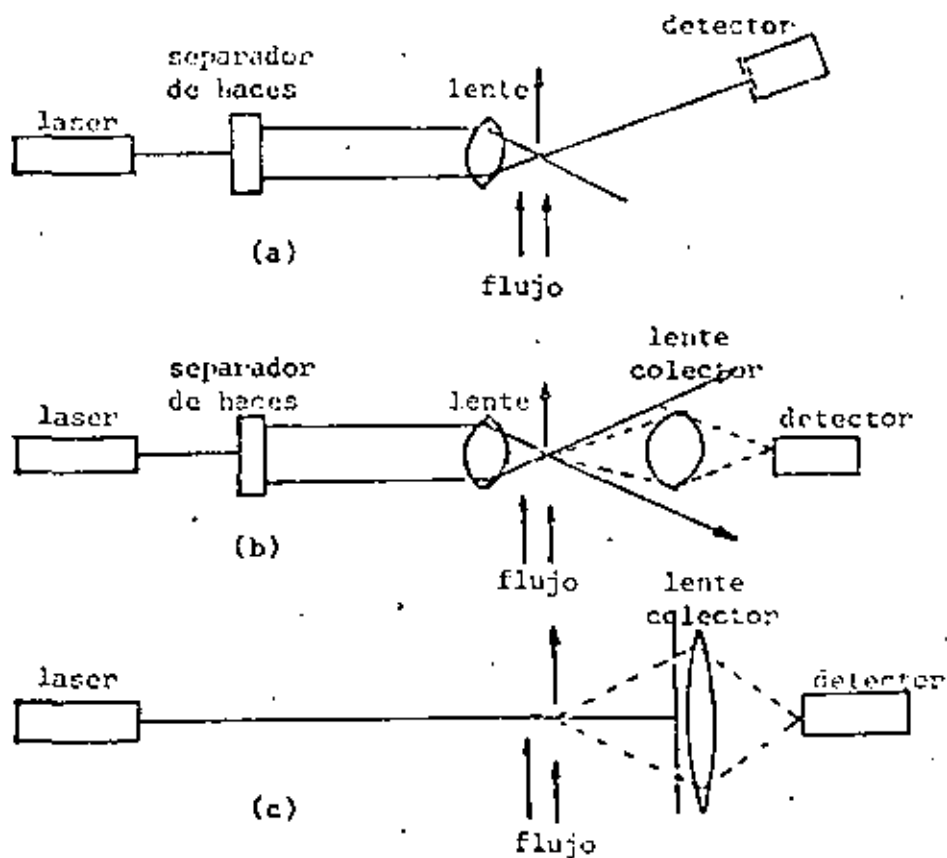 detector
separador
de haces
lente
laser
(a)
flujo
lente
colector
separador
de haces
lente
laser
detector
(b)
flujo
lente
colector
laser
detector
(c)
flujo